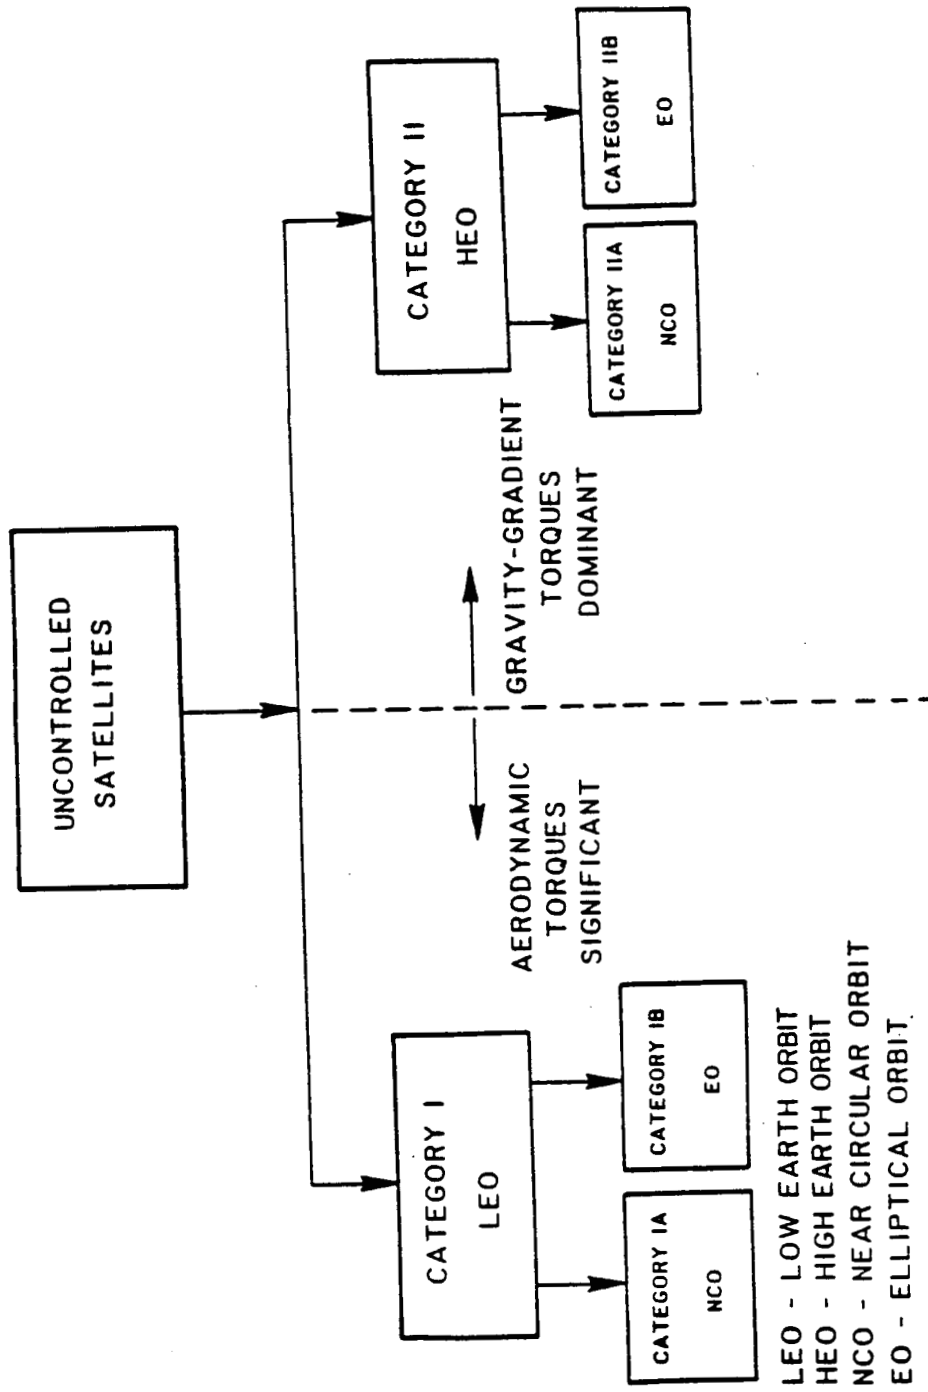 UNCONTROLLED
SATELLITES
CATEGORY I
LEO
CATEGORY II
HEO
AERODYNAMIC
TORQUES
SIGNIFICANT
GRAVITY-GRADIENT
TORQUES
DOMINANT
CATEGORY IA
NCO
CATEGORY IB
EO
CATEGORY IIA
NCO
CATEGORY IIB
EO
LEO - LOW EARTH ORBIT
HEO - HIGH EARTH ORBIT
NCO - NEAR CIRCULAR ORBIT
EO - ELLIPTICAL ORBIT